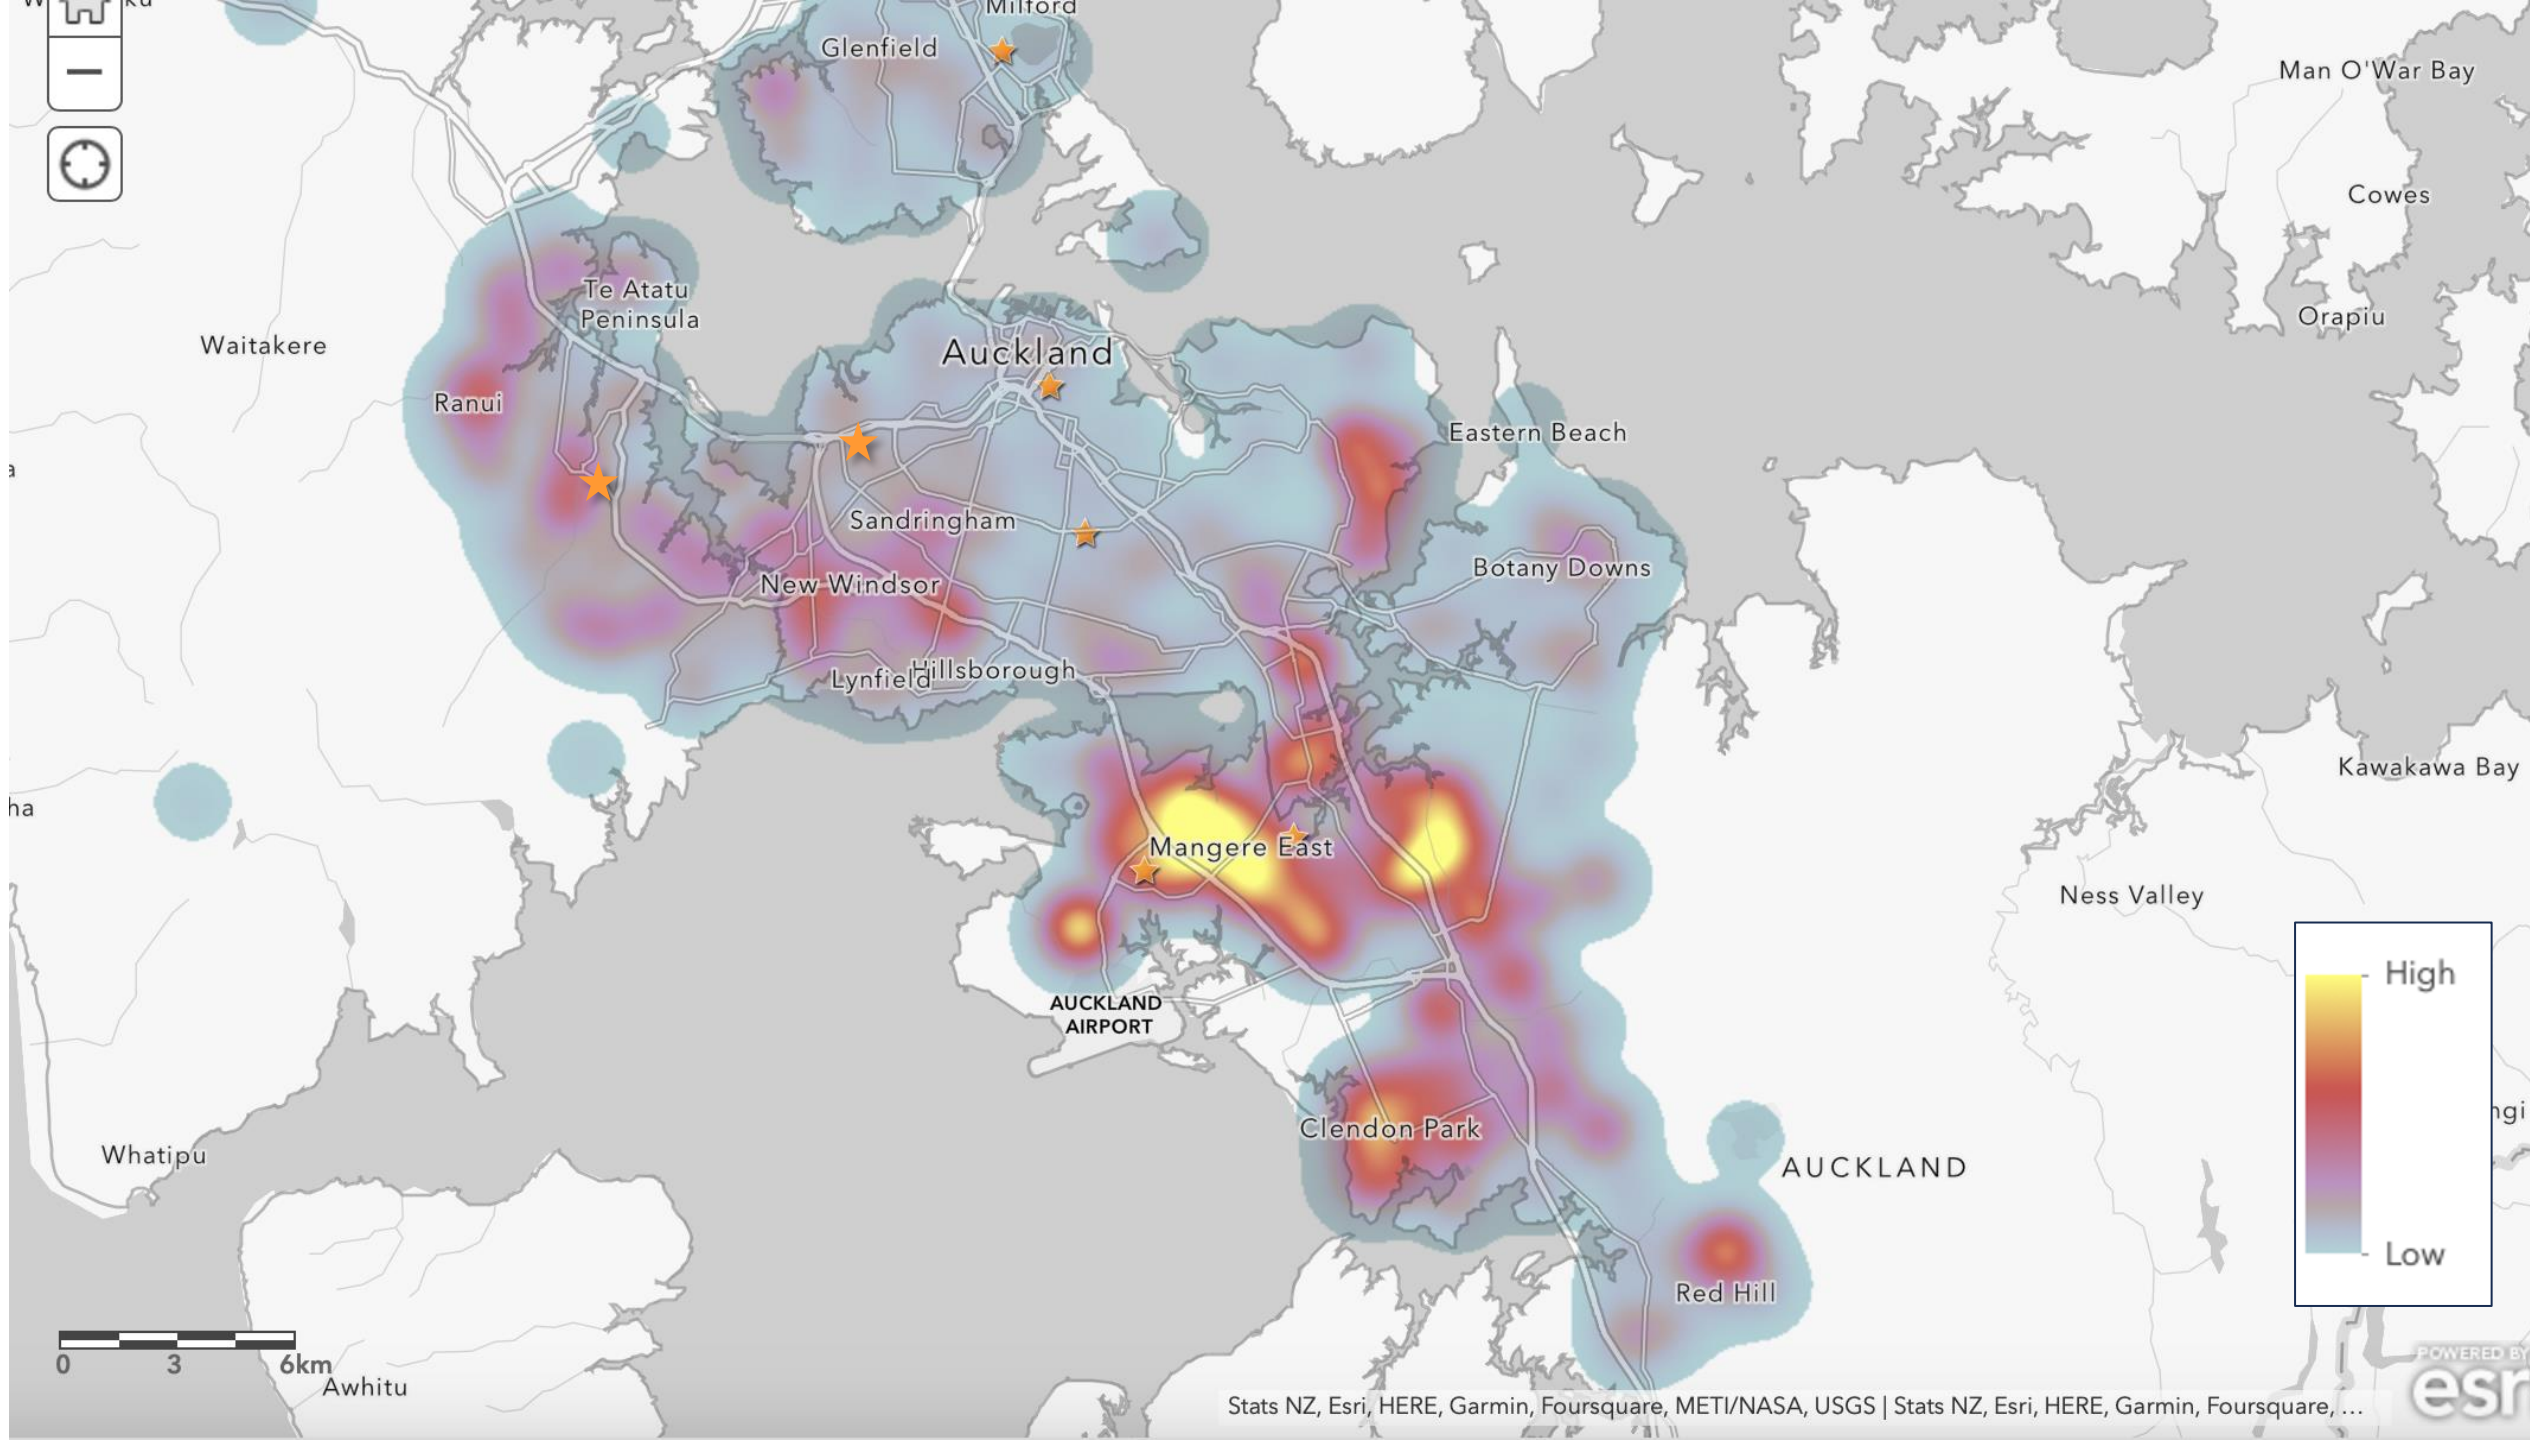 Milford
Glenfield
Man O'War Bay
Cowes
Te Atatu
Peninsula
Orapiu
Waitakere
Auckland
Ranui
Eastern Beach
Sandringham
Botany Downs
New Windsor
Hillsborough
Lynfield
Kawakawa Bay
ha
Mangere East
Ness Valley
High
AUCKLAND
AIRPORT
Low
ngi
Clendon Park
Whatipu
AUCKLAND
Red Hill
0 3 6km
Awhitu
POWERED BY
esri
Stats NZ, Esri, HERE, Garmin, Foursquare, METI/NASA, USGS | Stats NZ, Esri, HERE, Garmin, Foursquare, ...